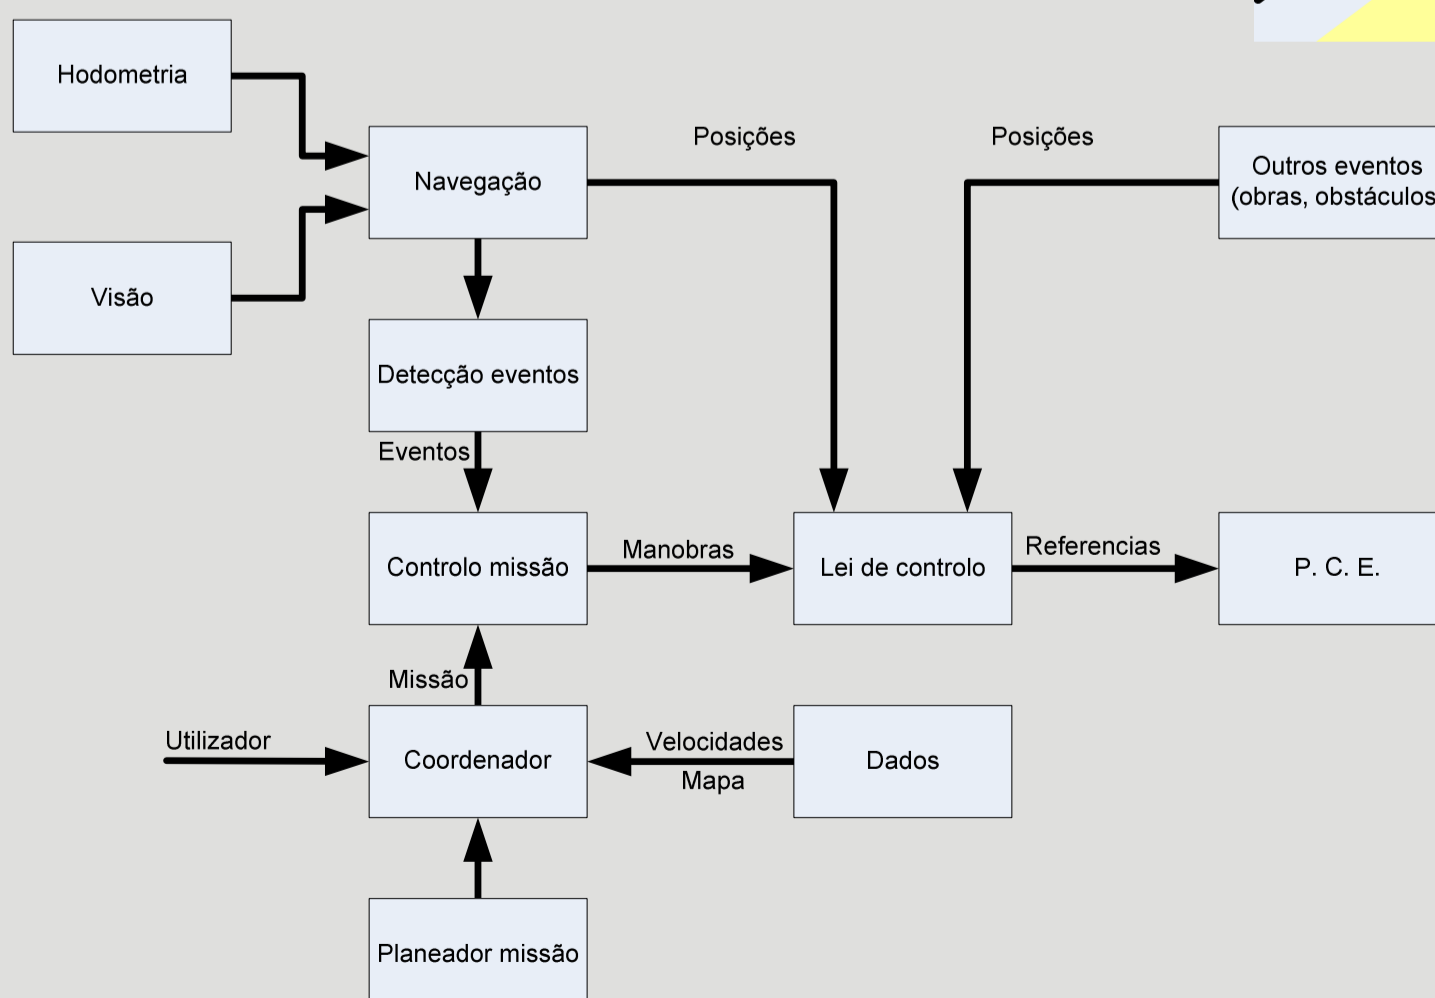 Hodometria
Posições
Posições
Outros eventos
(obras, obstáculos
Navegação
Visão
Detecção eventos
Eventos
Controlo missão
Manobras
Lei de controlo
Referencias
P. C. E.
Missão
Utilizador
Coordenador
Velocidades
Mapa
Dados
Planeador missão